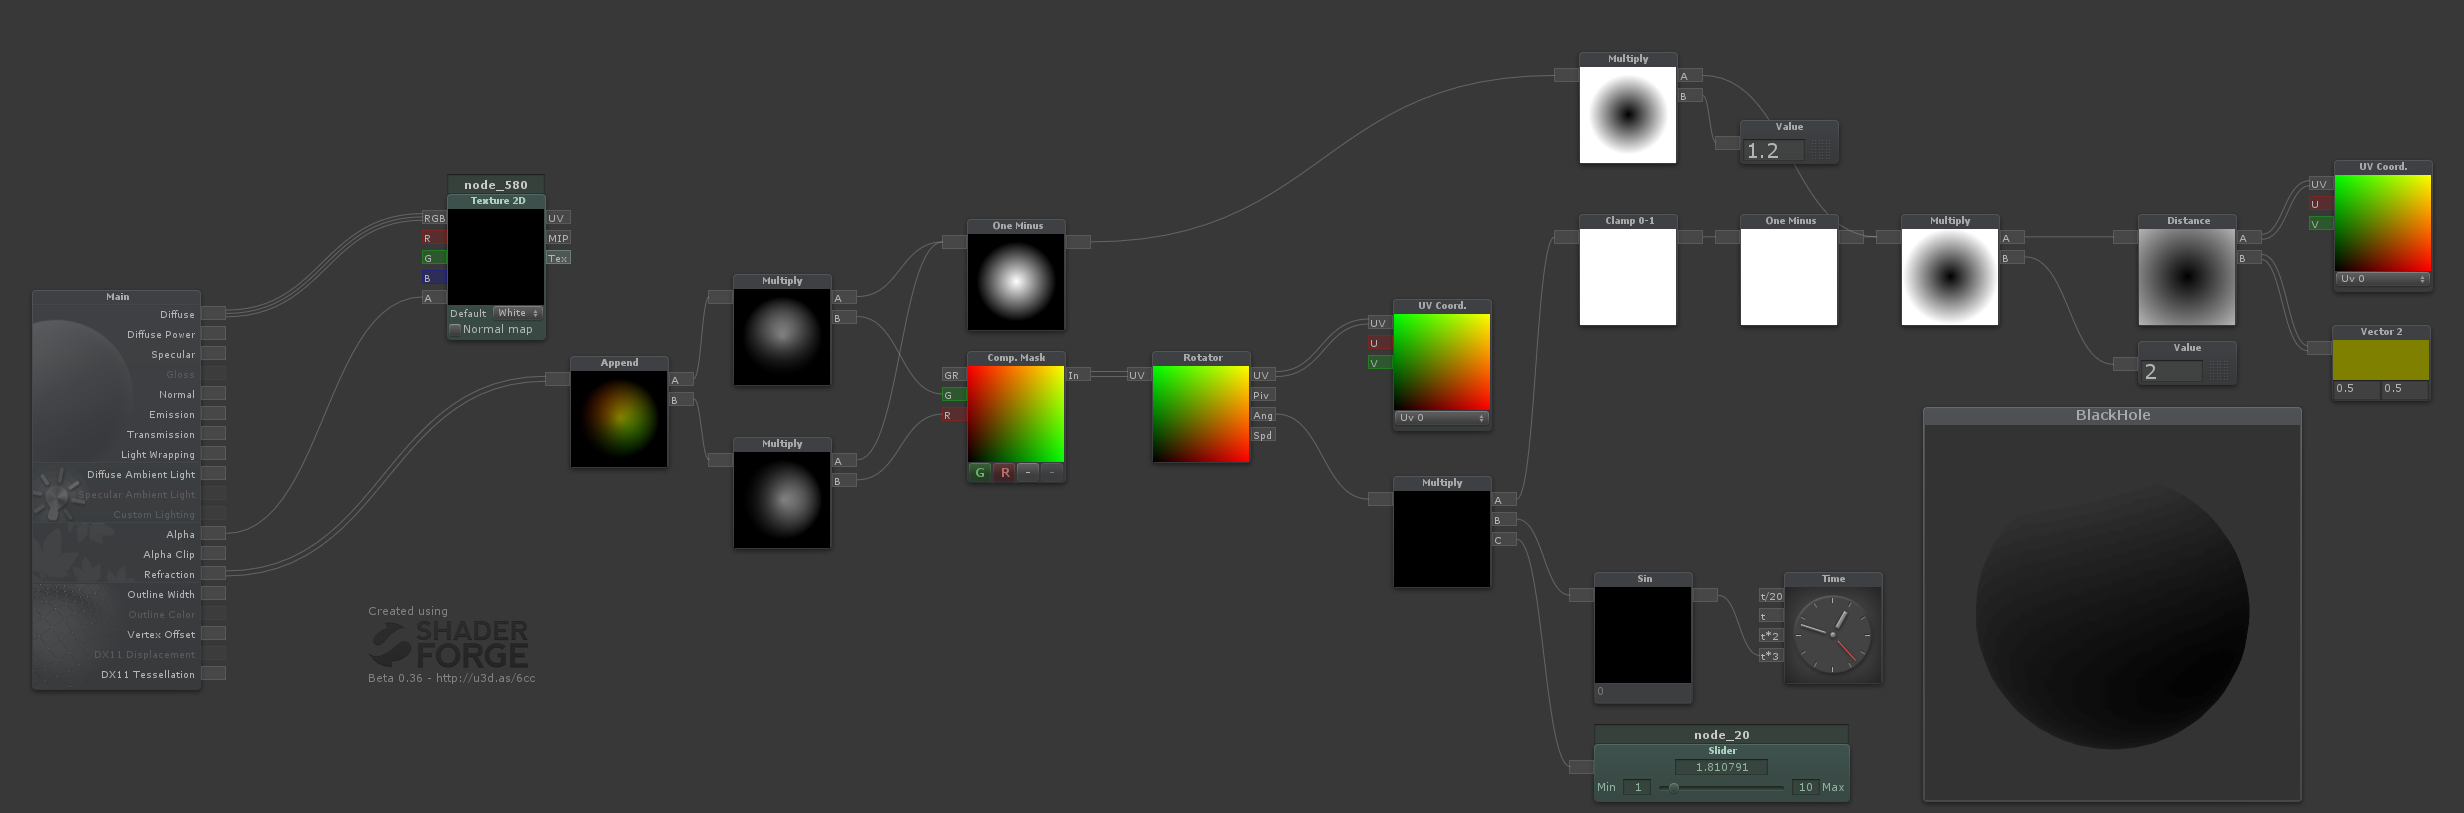 Main
Diffuse
Diffuse Power
Specular
Gloss
Normal
Emission
Transmission
Light Wrapping
Diffuse Ambient Light
Specular Ambient Light
Custom Lighting
Alpha
Alpha Clip
Refraction
Outline Width
Outline Color
Vertex Offset
DX11 Displacement
DX11 Tessellation
node_580
Texture 2D
RGB UV
R MIP
G Tex
B
A
Default White
Normal map
Created using
SHADER
FORGE
Beta 0.36 - http://u3d.as/6cc
Append
A
B
Multiply
A
B
Multiply
A
B
One Minus
Comp. Mask
GR In
G
R
G R - -
Rotator
UV UV
Piv
Ang
Spd
UV Coord.
UV
U
V
Uv 0
Multiply
A
B
C
Multiply
A
B
Value
1.2
Clamp 0-1
One Minus
Multiply
A
B
Distance
A
B
Value
2
UV Coord.
UV
U
V
Uv 0
Vector 2
0.5 0.5
Sin
0
Time
t/20
t
t*2
t*3
node_20
Slider
1.810791
Min 1 10 Max
BlackHole